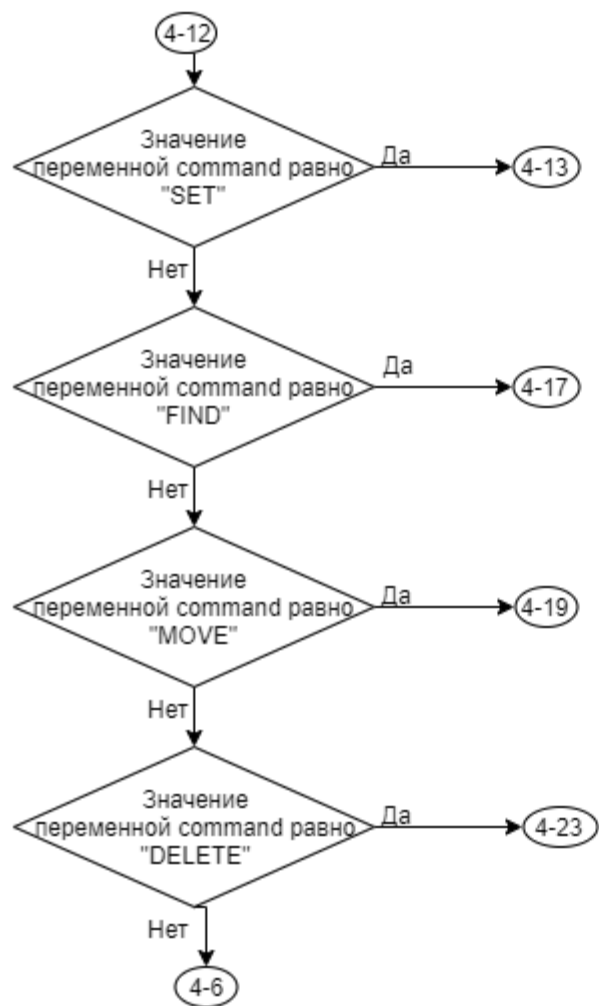 4-12
Значение
переменной command равно
"SET"
Да
4-13
Нет
Значение
переменной command равно
"FIND"
Да
4-17
Нет
Значение
переменной command равно
"MOVE"
Да
4-19
Нет
Значение
переменной command равно
"DELETE"
Да
4-23
Нет
4-6